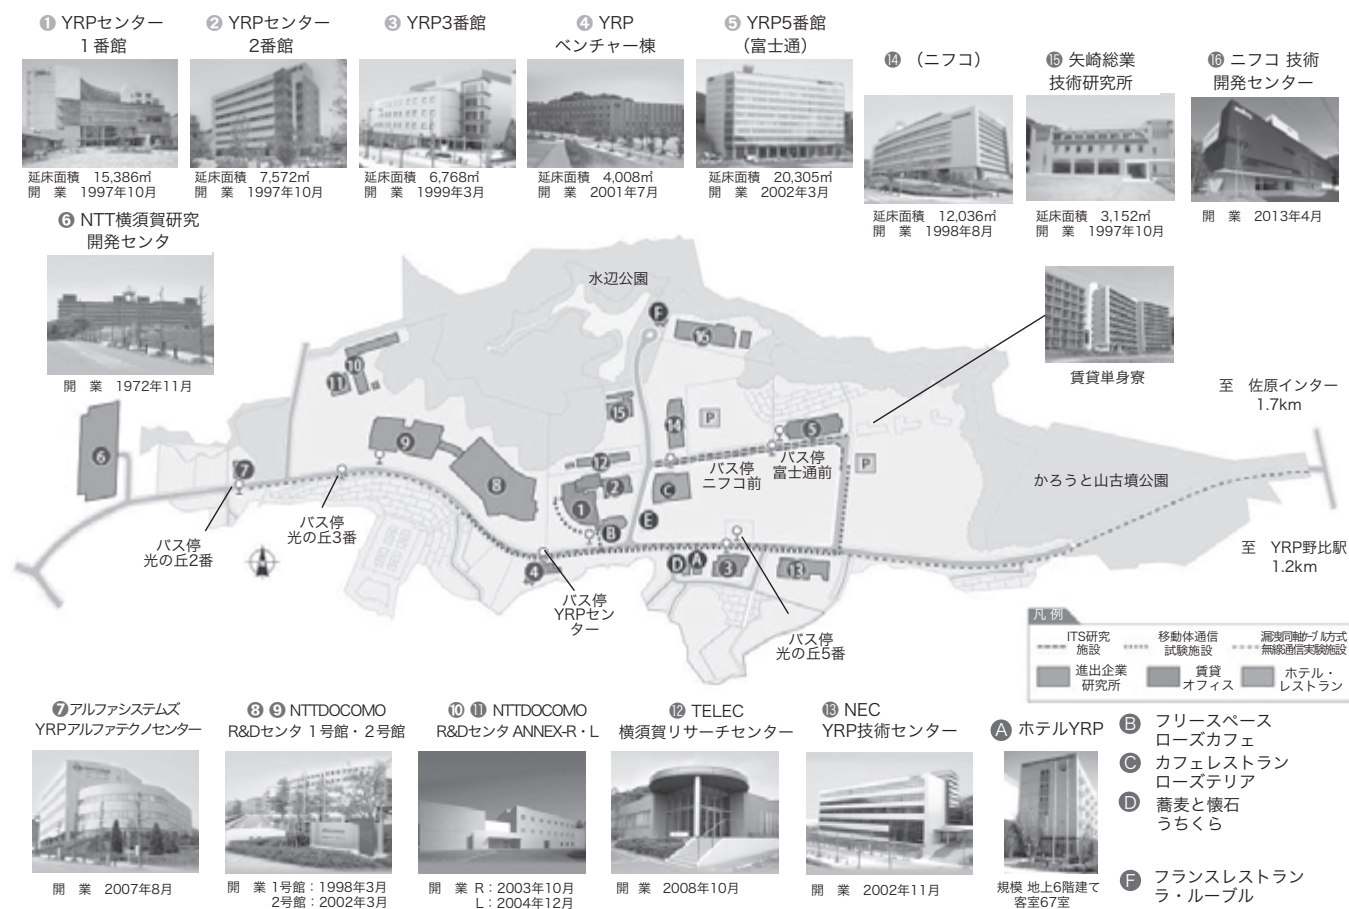 ❶ YRPセンター
1番館
延床面積 15,386㎡
開 業 1997年10月
❷ YRPセンター
2番館
延床面積 7,572㎡
開 業 1997年10月
❸ YRP3番館
延床面積 6,768㎡
開 業 1999年3月
❹ YRP
ベンチャー棟
延床面積 4,008㎡
開 業 2001年7月
❺ YRP5番館
（富士通）
延床面積 20,305㎡
開 業 2002年3月
⓮ （ニフコ）
延床面積 12,036㎡
開 業 1998年8月
⓯ 矢崎総業
技術研究所
延床面積 3,152㎡
開 業 1997年10月
⓰ ニフコ 技術
開発センター
開 業 2013年4月
❻ NTT横須賀研究
開発センタ
開 業 1972年11月
水辺公園
F
⓰
賃貸単身寮
至 佐原インター
1.7km
❿
⓫
⓯
⓮
P
❺
❾
❻
❼
❽
⓬
❷
❶
C
B
E
P
バス停
ニフコ前
バス停
富士通前
かろうと山古墳公園
バス停
光の丘2番
バス停
光の丘3番
❹
D
A
❸
⓭
至 YRP野比駅
1.2km
バス停
YRPセン
ター
バス停
光の丘5番
凡 例
ITS研究
施設
移動体通信
試験施設
漏洩同軸ケーブル方式
無線通信実験施設
進出企業
研究所
賃貸
オフィス
ホテル・
レストラン
❼アルファシステムズ
YRPアルファテクノセンター
開 業 2007年8月
❽ ❾ NTTDOCOMO
R&Dセンタ 1号館・2号館
開 業 1号館：1998年3月
2号館：2002年3月
❿ ⓫ NTTDOCOMO
R&Dセンタ ANNEX-R・L
開 業 R：2003年10月
L：2004年12月
⓬ TELEC
横須賀リサーチセンター
開 業 2008年10月
⓭ NEC
YRP技術センター
開 業 2002年11月
A ホテルYRP
規模 地上6階建て
客室67室
B フリースペース
ローズカフェ
C カフェレストラン
ローズテリア
D 蕎麦と懐石
うちくら
F フランスレストラン
ラ・ルーブル